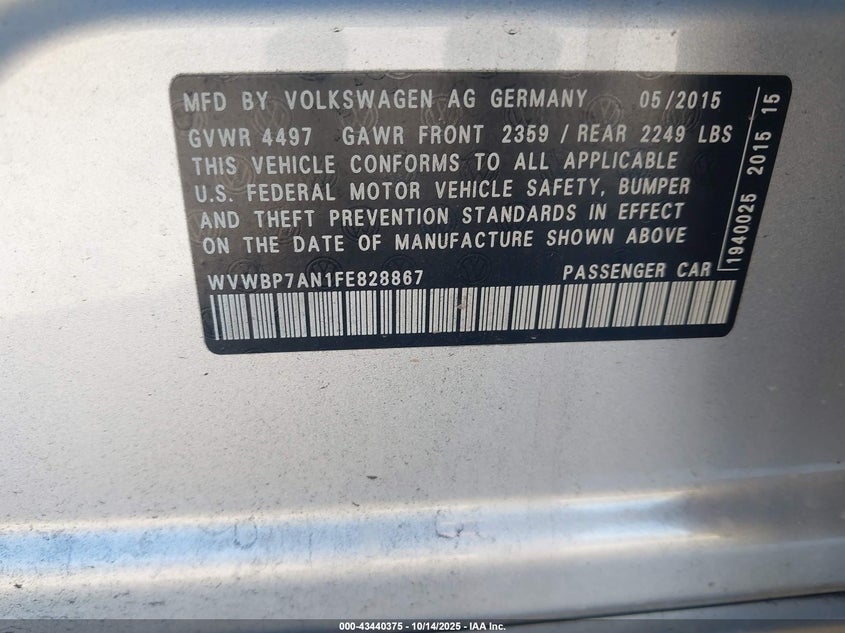 MFD BY VOLKSWAGEN AG GERMANY 05/2015
GVWR 4497 GAWR FRONT 2359 / REAR 2249 LBS
THIS VEHICLE CONFORMS TO ALL APPLICABLE
U.S. FEDERAL MOTOR VEHICLE SAFETY, BUMPER
AND THEFT PREVENTION STANDARDS IN EFFECT
ON THE DATE OF MANUFACTURE SHOWN ABOVE
WVWBP7AN1FE828867 PASSENGER CAR
1940025 2015 15
000-43440375 - 10/14/2025 - IAA Inc.